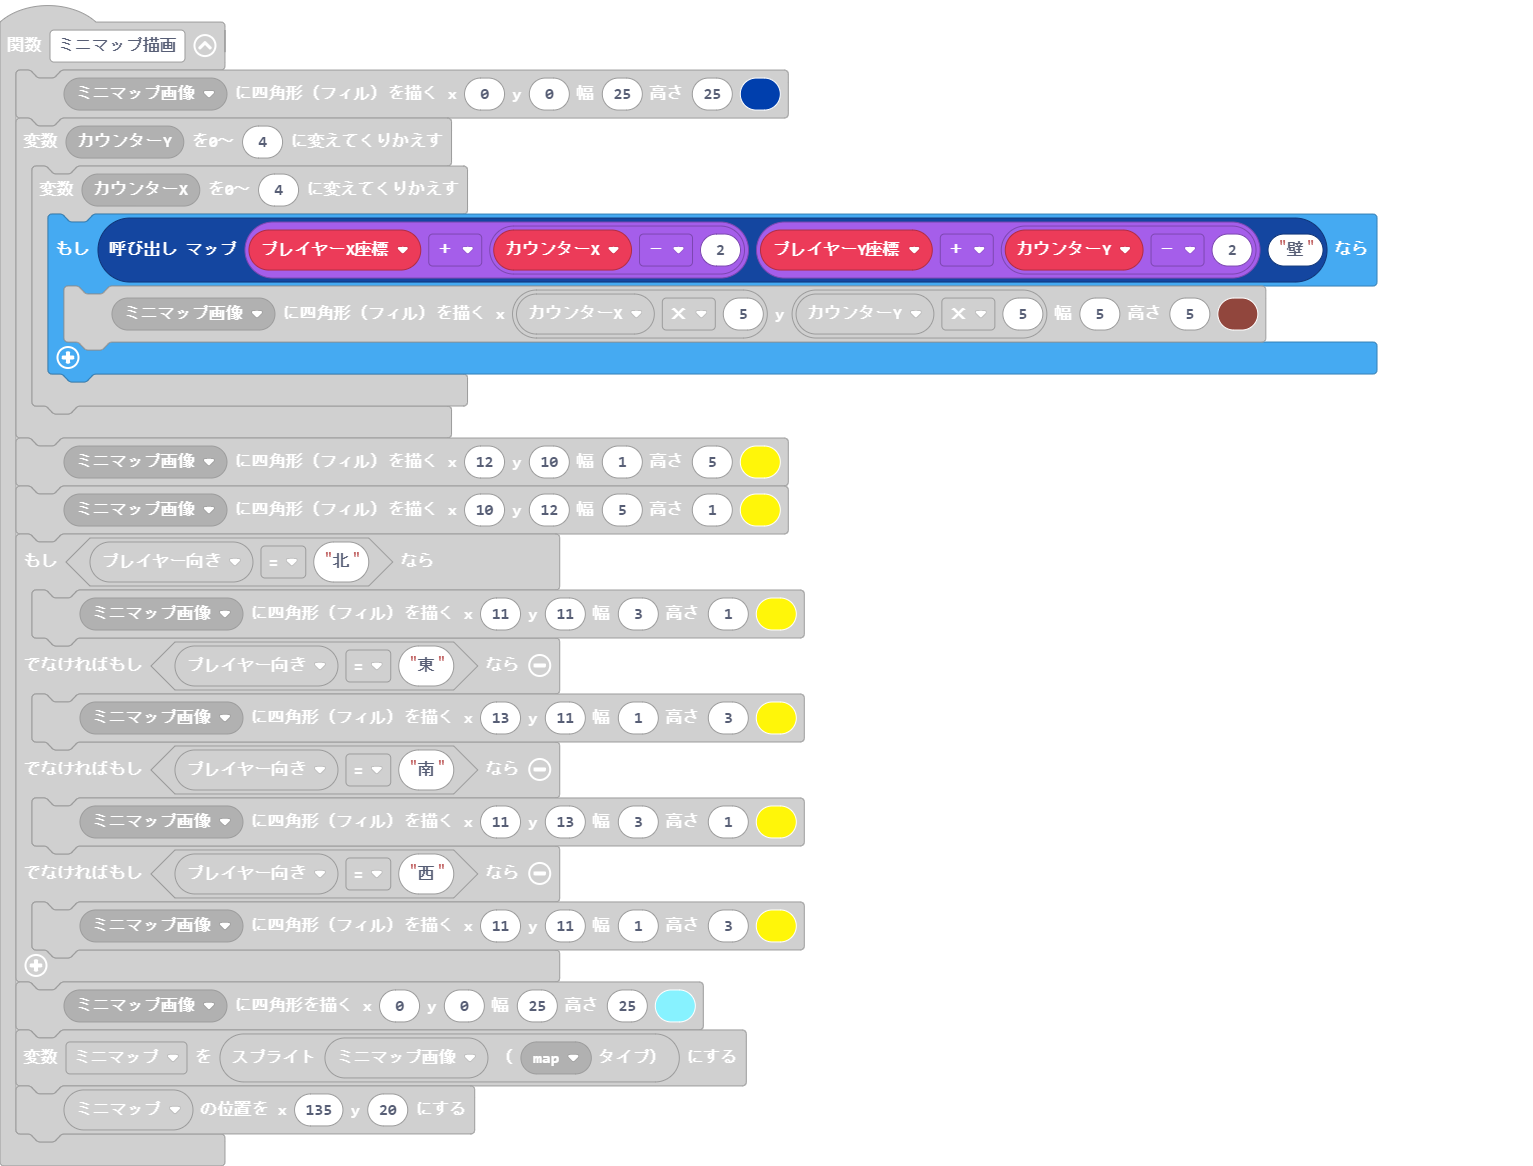 関数 ミニマップ描画
ミニマップ画像 に四角形（フィル）を描く x 0 y 0 幅 25 高さ 25
変数 カウンターY を0〜 4 に変えてくりかえす
変数 カウンターX を0〜 4 に変えてくりかえす
もし 呼び出し マップ プレイヤーX座標 + カウンターX - 2 プレイヤーY座標 + カウンターY - 2 "壁" なら
ミニマップ画像 に四角形（フィル）を描く x カウンターX × 5 y カウンターY × 5 幅 5 高さ 5
ミニマップ画像 に四角形（フィル）を描く x 12 y 10 幅 1 高さ 5
ミニマップ画像 に四角形（フィル）を描く x 10 y 12 幅 5 高さ 1
もし プレイヤー向き = "北" なら
ミニマップ画像 に四角形（フィル）を描く x 11 y 11 幅 3 高さ 1
でなければもし プレイヤー向き = "東" なら
ミニマップ画像 に四角形（フィル）を描く x 13 y 11 幅 1 高さ 3
でなければもし プレイヤー向き = "南" なら
ミニマップ画像 に四角形（フィル）を描く x 11 y 13 幅 3 高さ 1
でなければもし プレイヤー向き = "西" なら
ミニマップ画像 に四角形（フィル）を描く x 11 y 11 幅 1 高さ 3
ミニマップ画像 に四角形を描く x 0 y 0 幅 25 高さ 25
変数 ミニマップ を スプライト ミニマップ画像 （ map タイプ） にする
ミニマップ の位置を x 135 y 20 にする